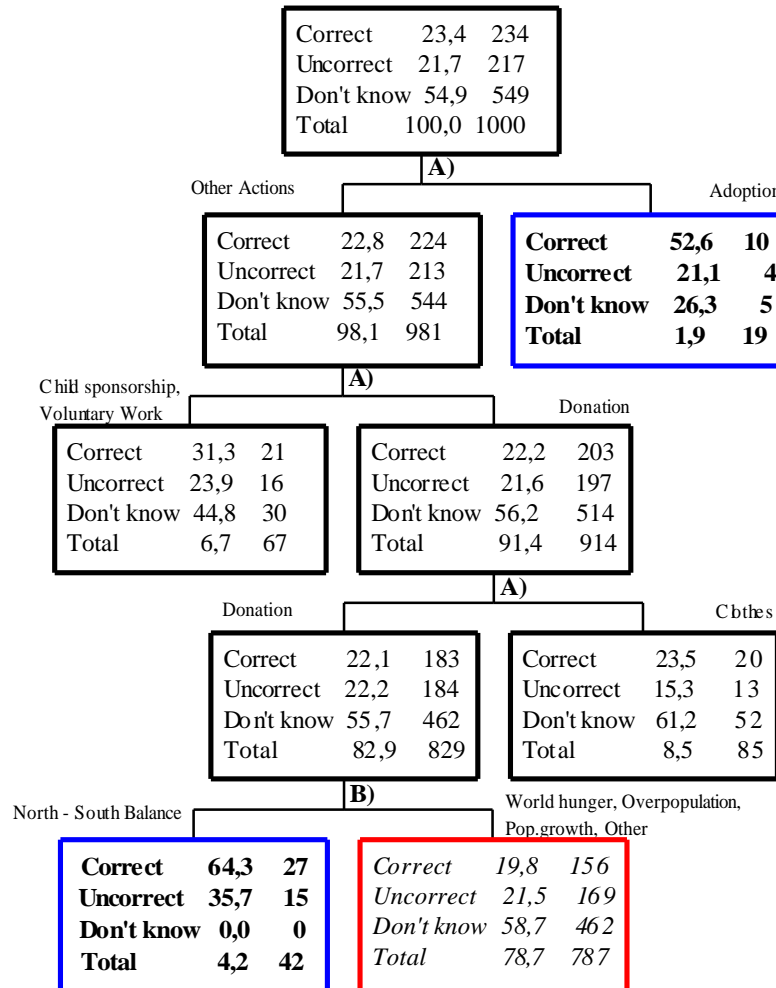 Correct 23,4 234
Uncorrect 21,7 217
Don't know 54,9 549
Total 100,0 1000
A)
Other Actions
Adoption
Correct 22,8 224
Uncorrect 21,7 213
Don't know 55,5 544
Total 98,1 981
Correct 52,6 10
Uncorrect 21,1 4
Don't know 26,3 5
Total 1,9 19
A)
Child sponsorship,
Voluntary Work
Donation
Correct 31,3 21
Uncorrect 23,9 16
Don't know 44,8 30
Total 6,7 67
Correct 22,2 203
Uncorrect 21,6 197
Don't know 56,2 514
Total 91,4 914
A)
Donation
Clothes
Correct 22,1 183
Uncorrect 22,2 184
Don't know 55,7 462
Total 82,9 829
Correct 23,5 20
Uncorrect 15,3 13
Don't know 61,2 52
Total 8,5 85
B)
North - South Balance
World hunger, Overpopulation,
Pop.growth, Other
Correct 64,3 27
Uncorrect 35,7 15
Don't know 0,0 0
Total 4,2 42
Correct 19,8 156
Uncorrect 21,5 169
Don't know 58,7 462
Total 78,7 787